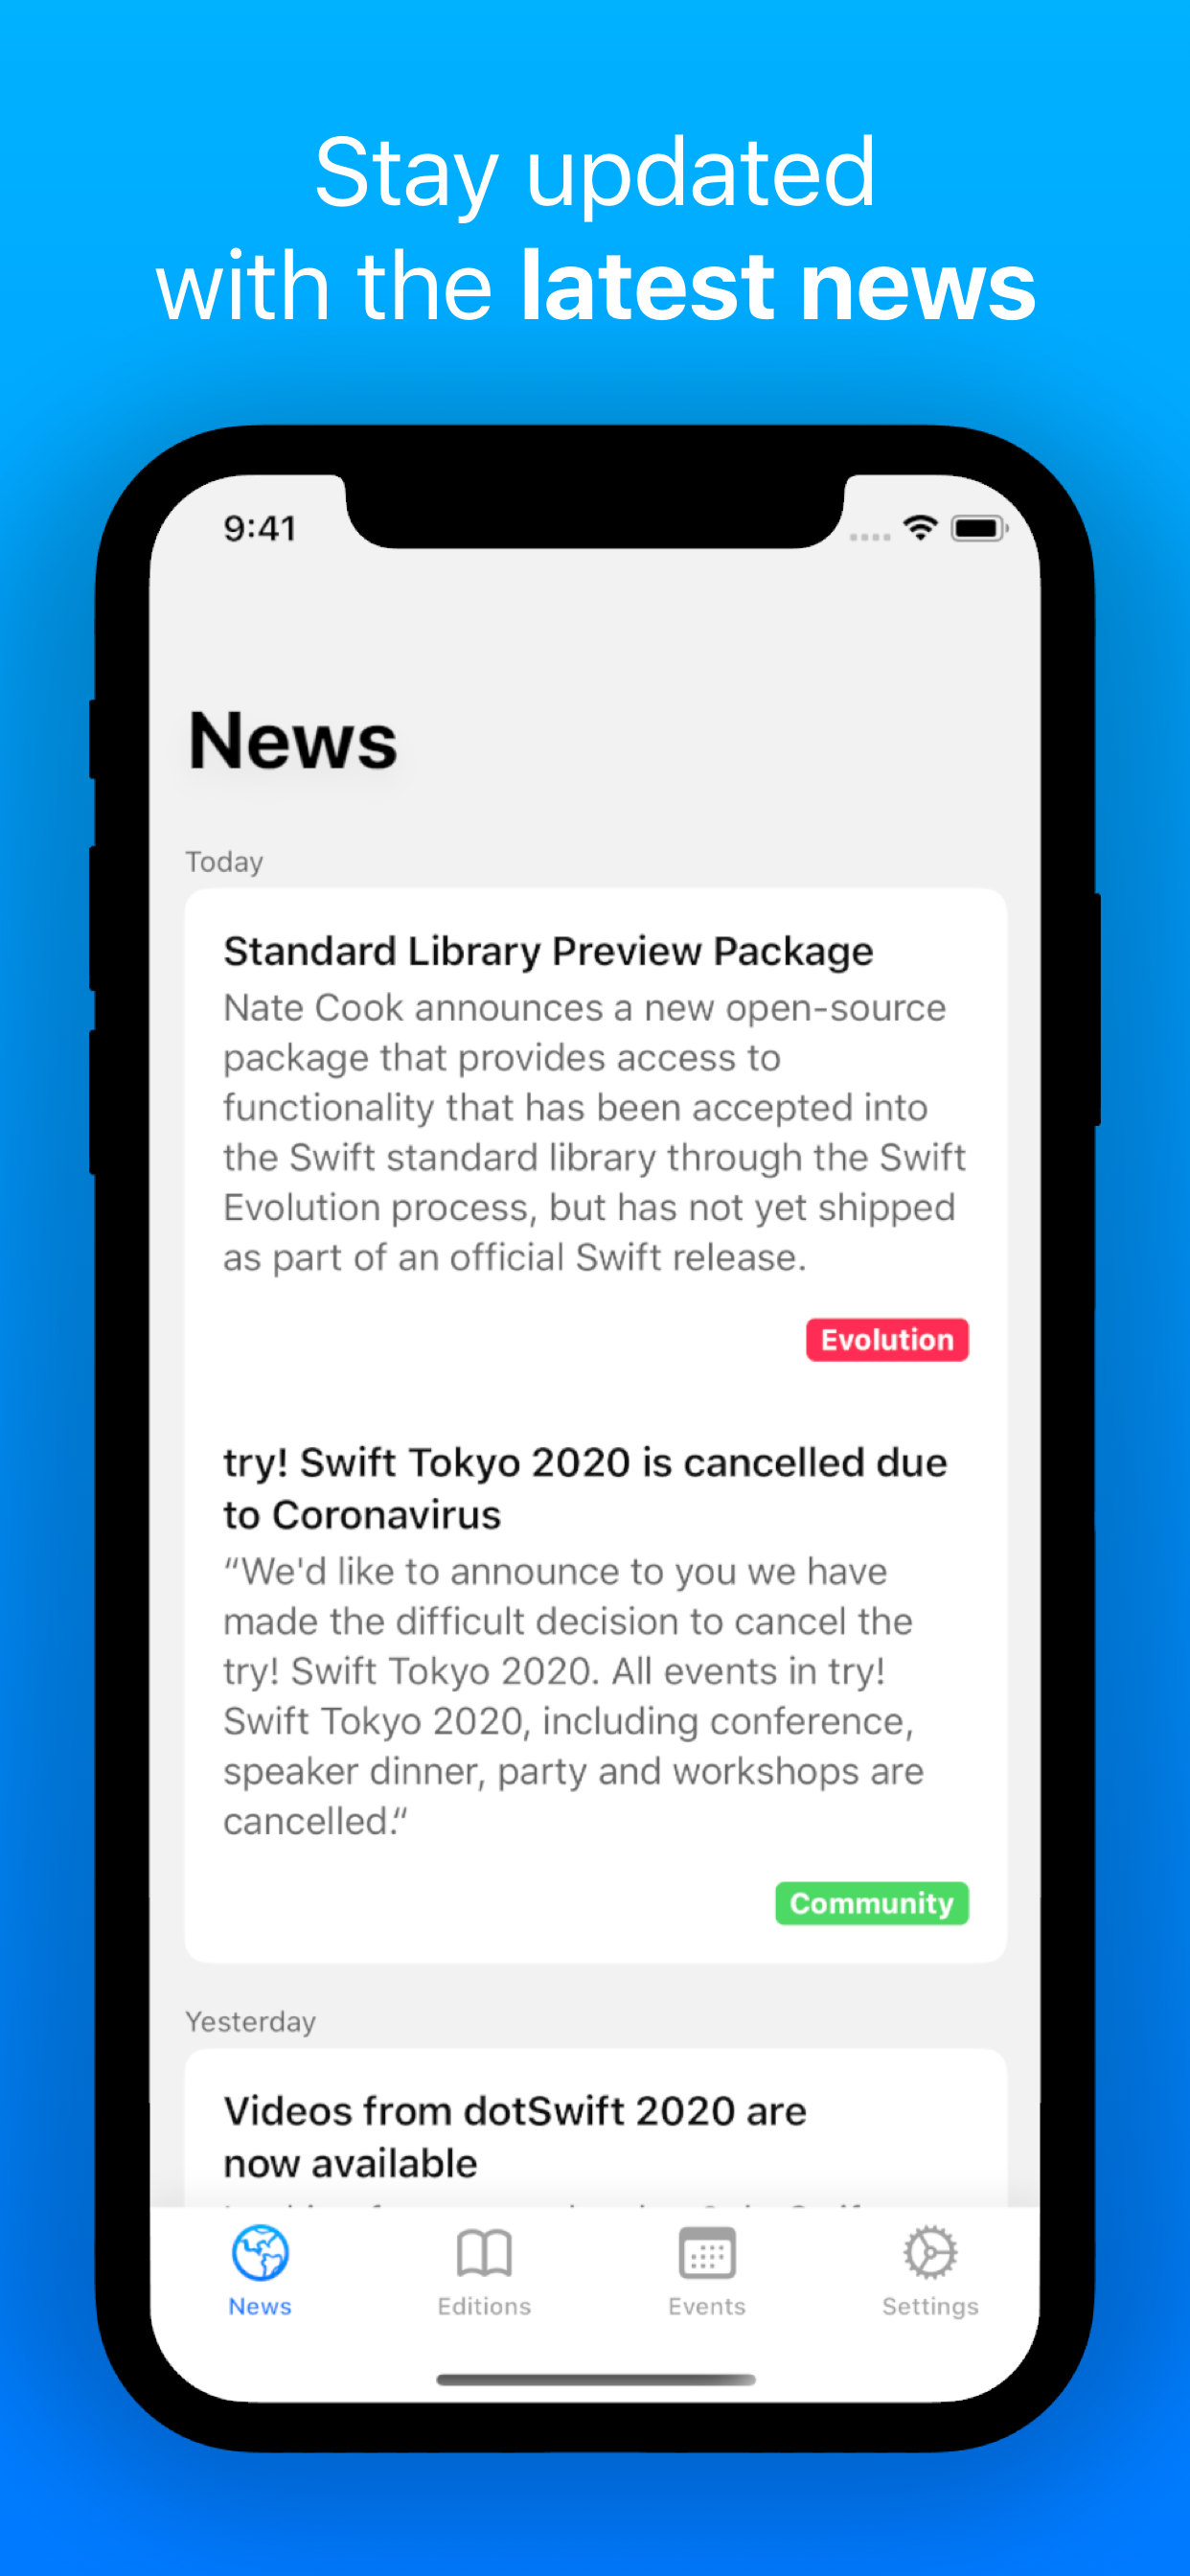 Stay updated
with the latest news
9:41
News
Today
Standard Library Preview Package
Nate Cook announces a new open-source
package that provides access to
functionality that has been accepted into
the Swift standard library through the Swift
Evolution process, but has not yet shipped
as part of an official Swift release.
Evolution
try! Swift Tokyo 2020 is cancelled due
to Coronavirus
“We'd like to announce to you we have
made the difficult decision to cancel the
try! Swift Tokyo 2020. All events in try!
Swift Tokyo 2020, including conference,
speaker dinner, party and workshops are
cancelled.“
Community
Yesterday
Videos from dotSwift 2020 are
now available
News
Editions
Events
Settings